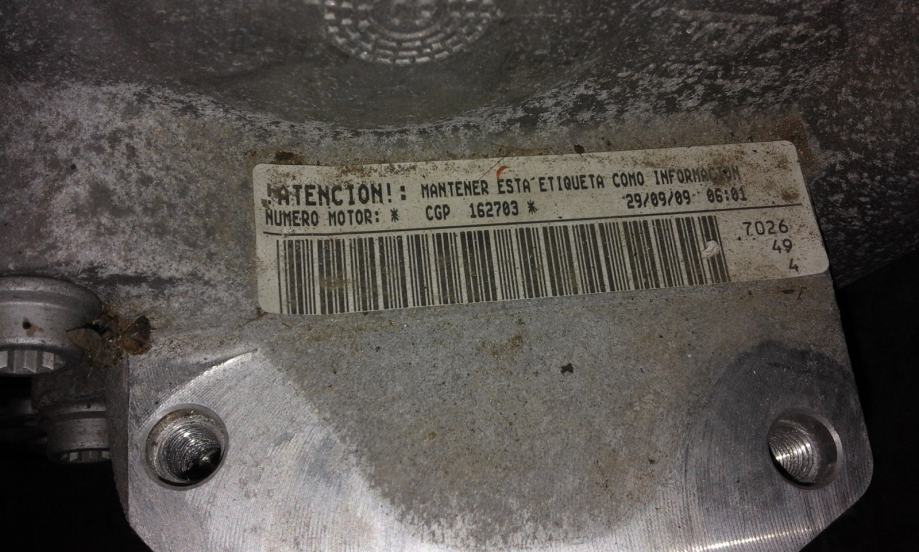 ¡ATENCION!: MANTENER ESTA ETIQUETA COMO INFORMACION
NUMERO MOTOR: * CGP 162703 * 29/09/09 06:01
7026
49
4